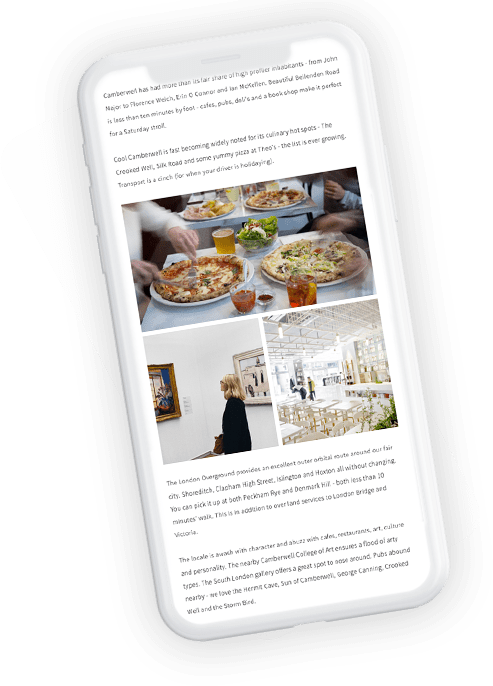 Camberwell has had more than its fair share of high profile inhabitants - from John
Major to Florence Welch, Erin O Connor and Ian McKellen. Beautiful Bellenden Road
is less than ten minutes by foot - cafes, pubs, deli's and a book shop make it perfect
for a Saturday stroll.
Cool Camberwell is fast becoming widely noted for its culinary hot spots - The
Crooked Well, Silk Road and some yummy pizza at Theo's - the list is ever growing.
Transport is a cinch (for when your driver is holidaying).
The London Overground provides an excellent outer orbital route around our fair
city. Shoreditch, Clapham High Street, Islington and Hoxton all without changing.
You can pick it up at both Peckham Rye and Denmark Hill - both less than 10
minutes' walk. This is in addition to over land services to London Bridge and
Victoria.
The locale is awash with character and abuzz with cafes, restaurants, art, culture
and personality. The nearby Camberwell College of Art ensures a flood of arty
types. The South London gallery offers a great spot to nose around. Pubs abound
nearby - we love the Hermit Cave, Sun of Camberwell, George Canning, Crooked
Well and the Storm Bird.